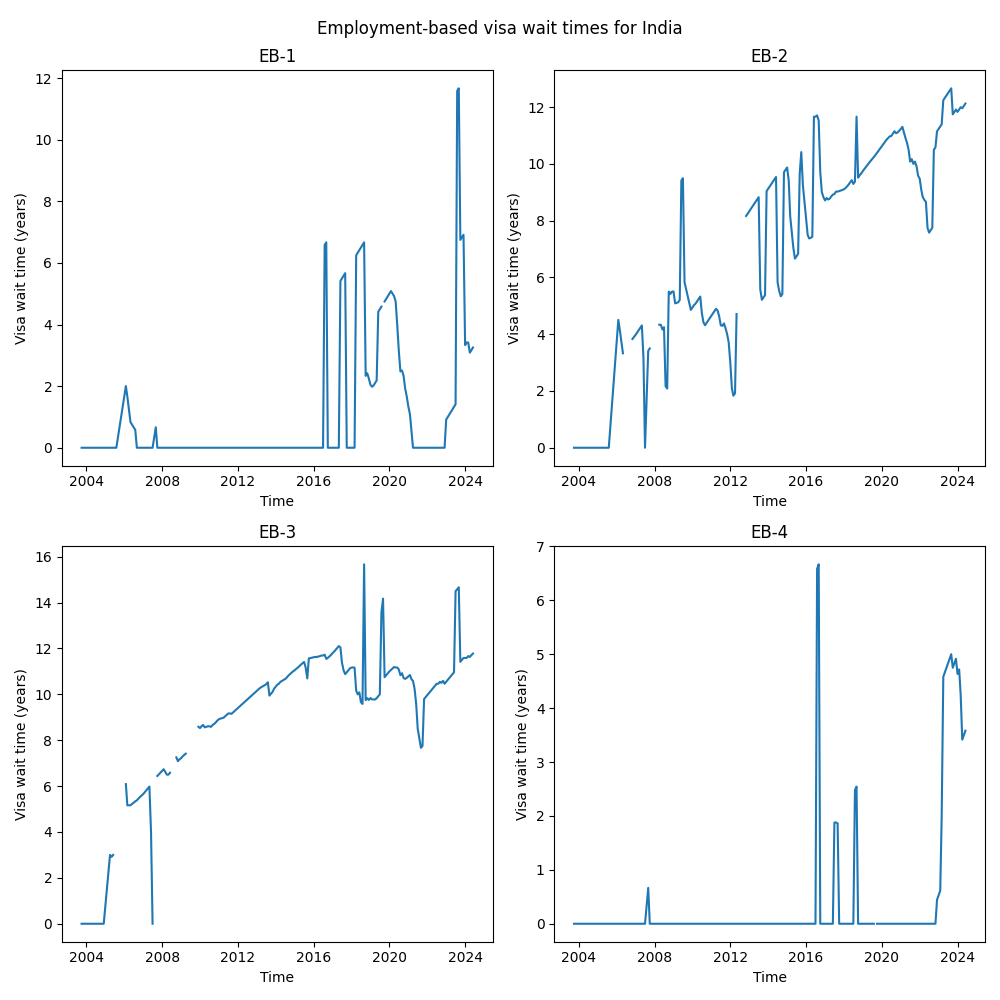 Employment-based visa wait times for India
EB-1
Visa wait time (years)
12
10
8
6
4
2
0
2004 2008 2012 2016 2020 2024
Time
EB-2
Visa wait time (years)
12
10
8
6
4
2
0
2004 2008 2012 2016 2020 2024
Time
EB-3
Visa wait time (years)
16
14
12
10
8
6
4
2
0
2004 2008 2012 2016 2020 2024
Time
EB-4
Visa wait time (years)
7
6
5
4
3
2
1
0
2004 2008 2012 2016 2020 2024
Time